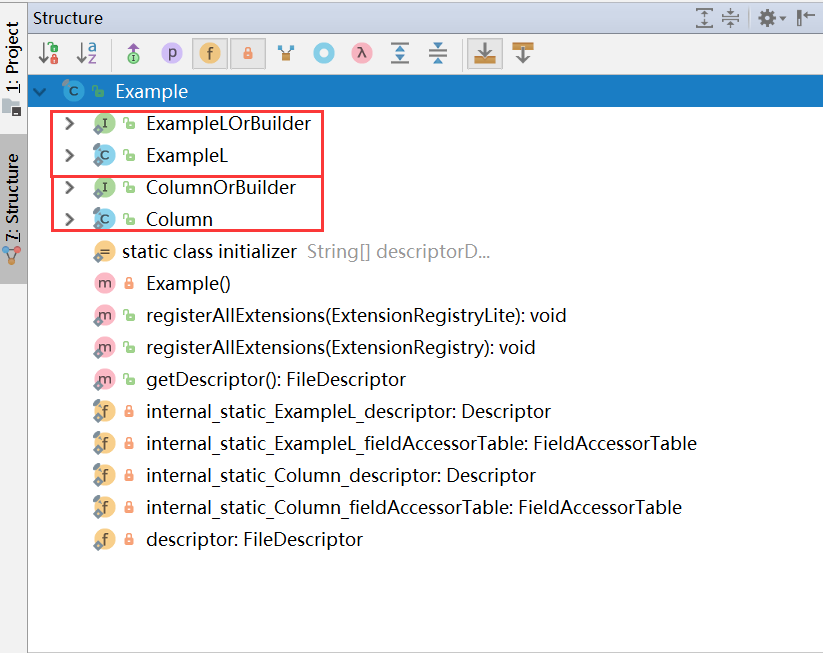 Structure
1: Project
7: Structure
Example
ExampleLOrBuilder
ExampleL
ColumnOrBuilder
Column
static class initializer String[] descriptorD...
Example()
registerAllExtensions(ExtensionRegistryLite): void
registerAllExtensions(ExtensionRegistry): void
getDescriptor(): FileDescriptor
internal_static_ExampleL_descriptor: Descriptor
internal_static_ExampleL_fieldAccessorTable: FieldAccessorTable
internal_static_Column_descriptor: Descriptor
internal_static_Column_fieldAccessorTable: FieldAccessorTable
descriptor: FileDescriptor